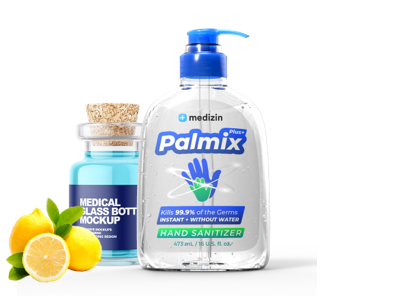 medizin
Palmix
Plus+
Kills 99.9% of the Germs
INSTANT + WITHOUT WATER
HAND SANITIZER
473 mL / 16 U.S. fl. oz
MEDICAL
GLASS BOTT
MOCKUP